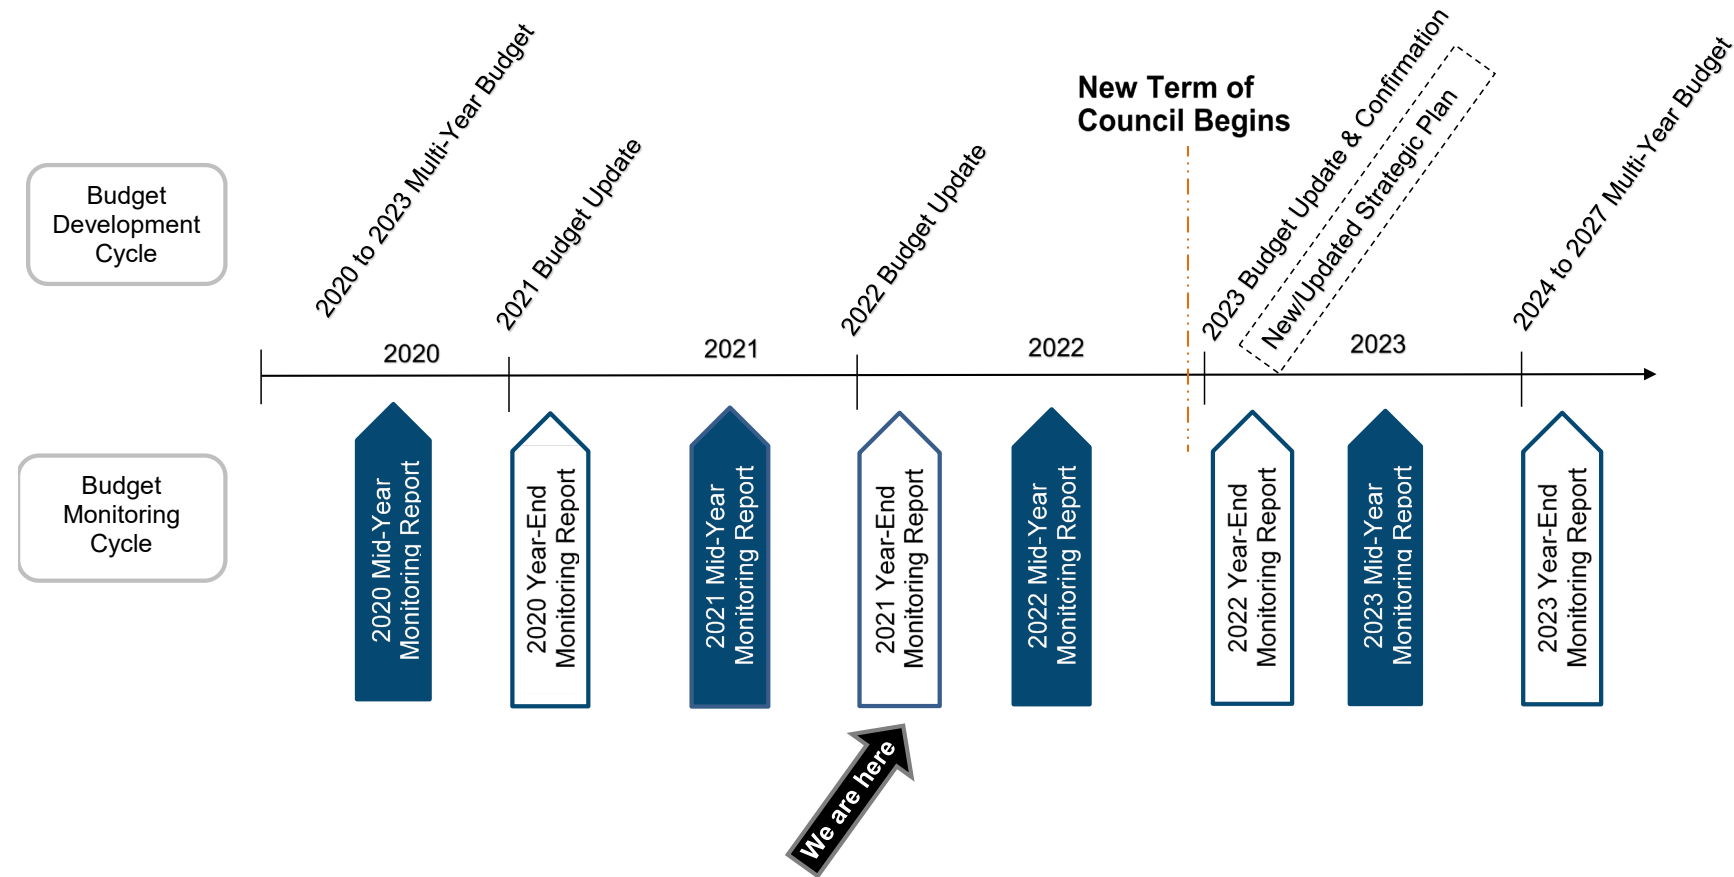 2020 to 2023 Multi-Year Budget
2021 Budget Update
2022 Budget Update
New Term of
Council Begins
2023 Budget Update & Confirmation
New/Updated Strategic Plan
2024 to 2027 Multi-Year Budget
Budget
Development
Cycle
2020
2021
2022
2023
Budget
Monitoring
Cycle
2020 Mid-Year
Monitoring Report
2020 Year-End
Monitoring Report
2021 Mid-Year
Monitoring Report
2021 Year-End
Monitoring Report
2022 Mid-Year
Monitoring Report
2022 Year-End
Monitoring Report
2023 Mid-Year
Monitoring Report
2023 Year-End
Monitoring Report
We are here